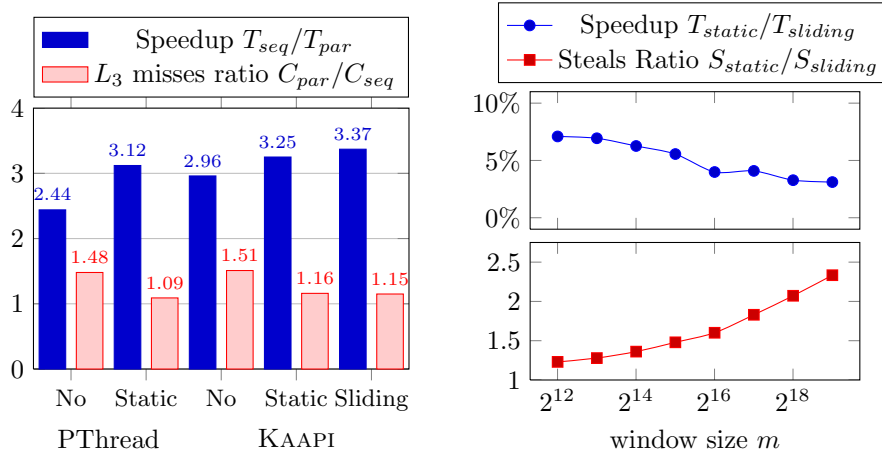 Speedup T_seq/T_par
L_3 misses ratio C_par/C_seq
4
3
2
1
0
2.44
3.12
2.96
3.25
3.37
1.48
1.09
1.51
1.16
1.15
No Static No Static Sliding
PThread KAAPI
Speedup T_static/T_sliding
Steals Ratio S_static/S_sliding
10%
5%
0%
2.5
2
1.5
1
2^12 2^14 2^16 2^18
window size m